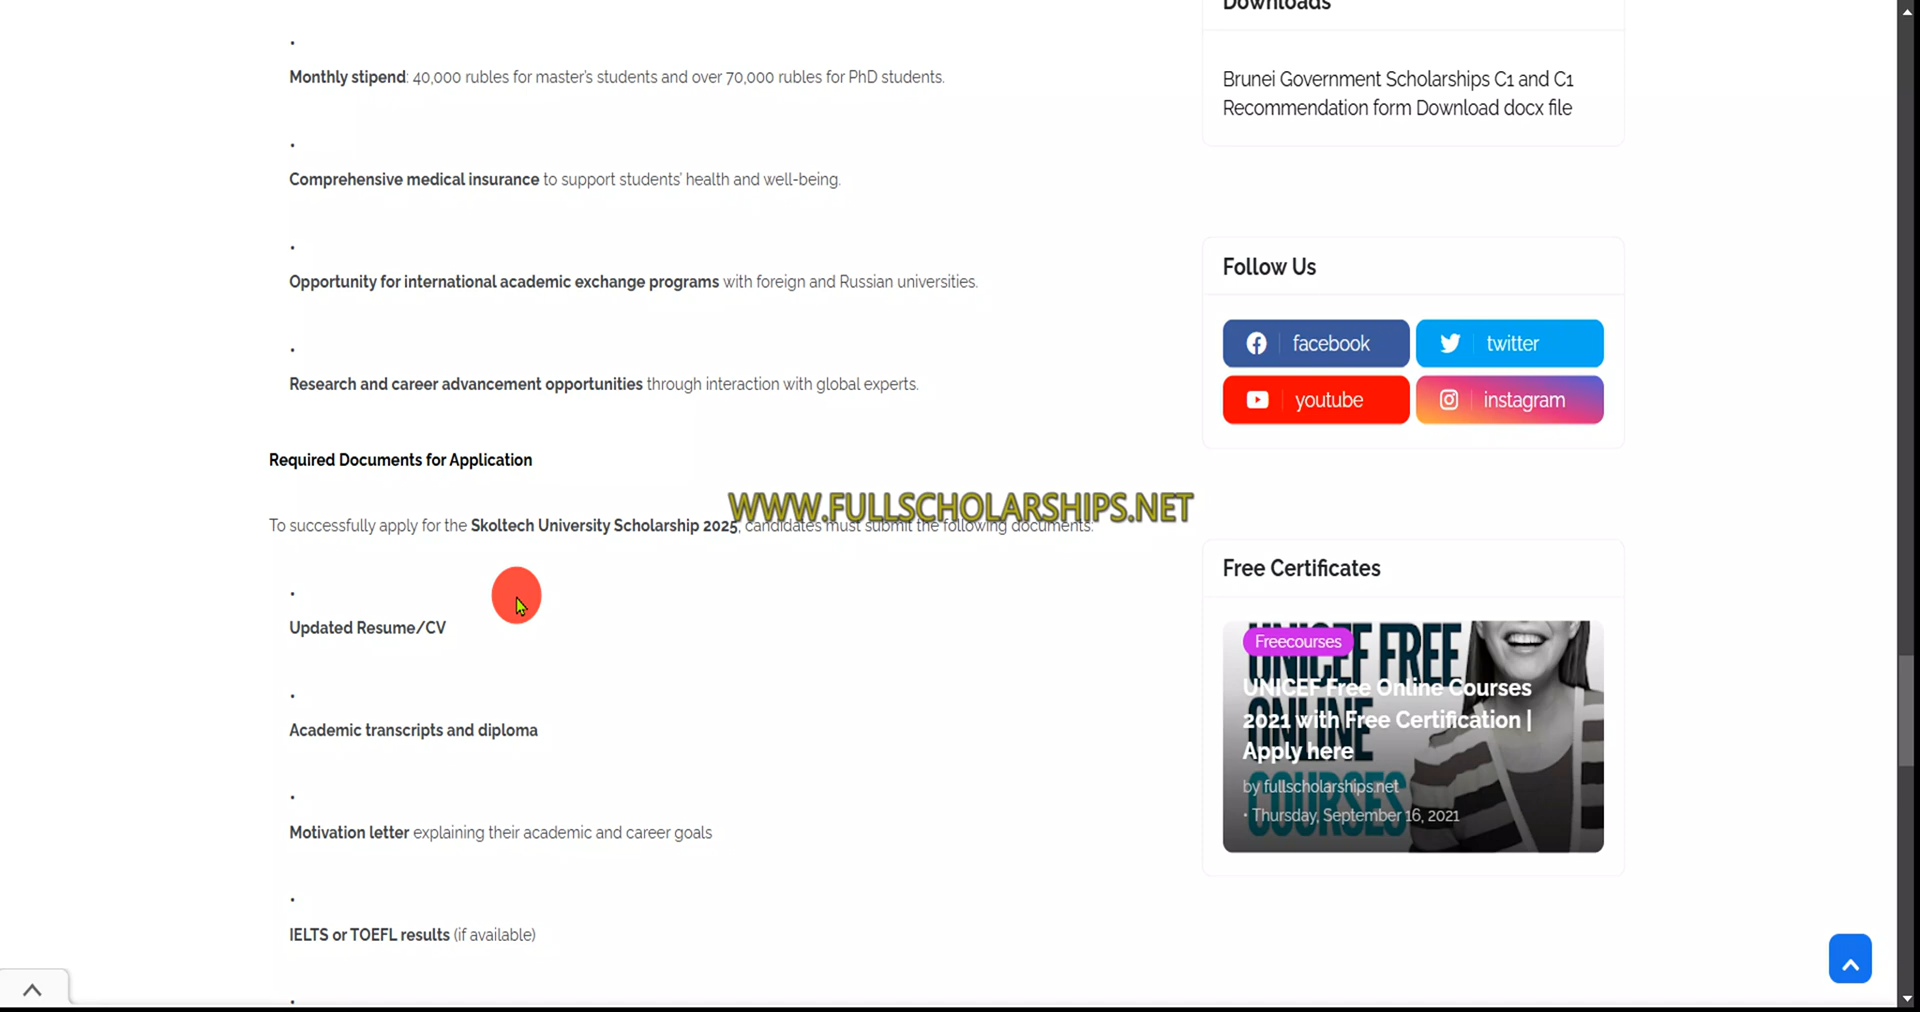 Downloads
•
Monthly stipend: 40,000 rubles for master's students and over 70,000 rubles for PhD students.
•
Comprehensive medical insurance to support students' health and well-being.
•
Opportunity for international academic exchange programs with foreign and Russian universities.
•
Research and career advancement opportunities through interaction with global experts.
Required Documents for Application
To successfully apply for the Skoltech University Scholarship 2025, candidates must submit the following documents:
•
Updated Resume/CV
•
Academic transcripts and diploma
•
Motivation letter explaining their academic and career goals
•
IELTS or TOEFL results (if available)
•
WWW.FULLSCHOLARSHIPS.NET
Brunei Government Scholarships C1 and C1
Recommendation form Download docx file
Follow Us
facebook
twitter
youtube
instagram
Free Certificates
Freecourses
UNICEF FREE
ONLINE
COURSES
UNICEF Free Online Courses
2021 with Free Certification |
Apply here
by fullscholarships.net
• Thursday, September 16, 2021